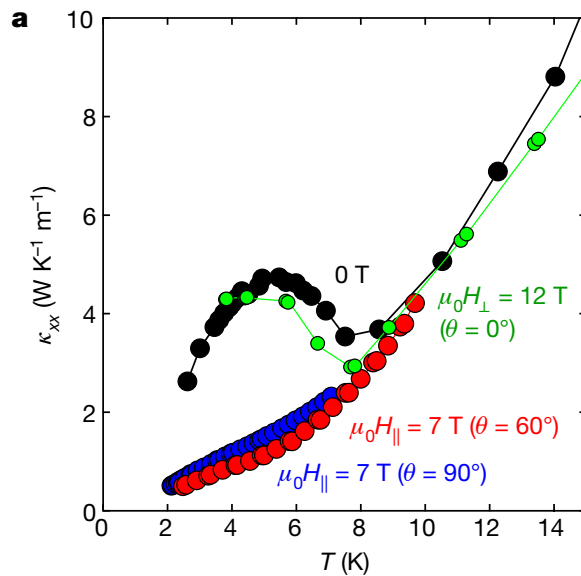 a
10
8
6
4
2
0
κxx (W K⁻¹ m⁻¹)
0 T
μ₀H⊥ = 12 T
(θ = 0°)
μ₀H∥ = 7 T (θ = 60°)
μ₀H∥ = 7 T (θ = 90°)
0 2 4 6 8 10 12 14
T (K)